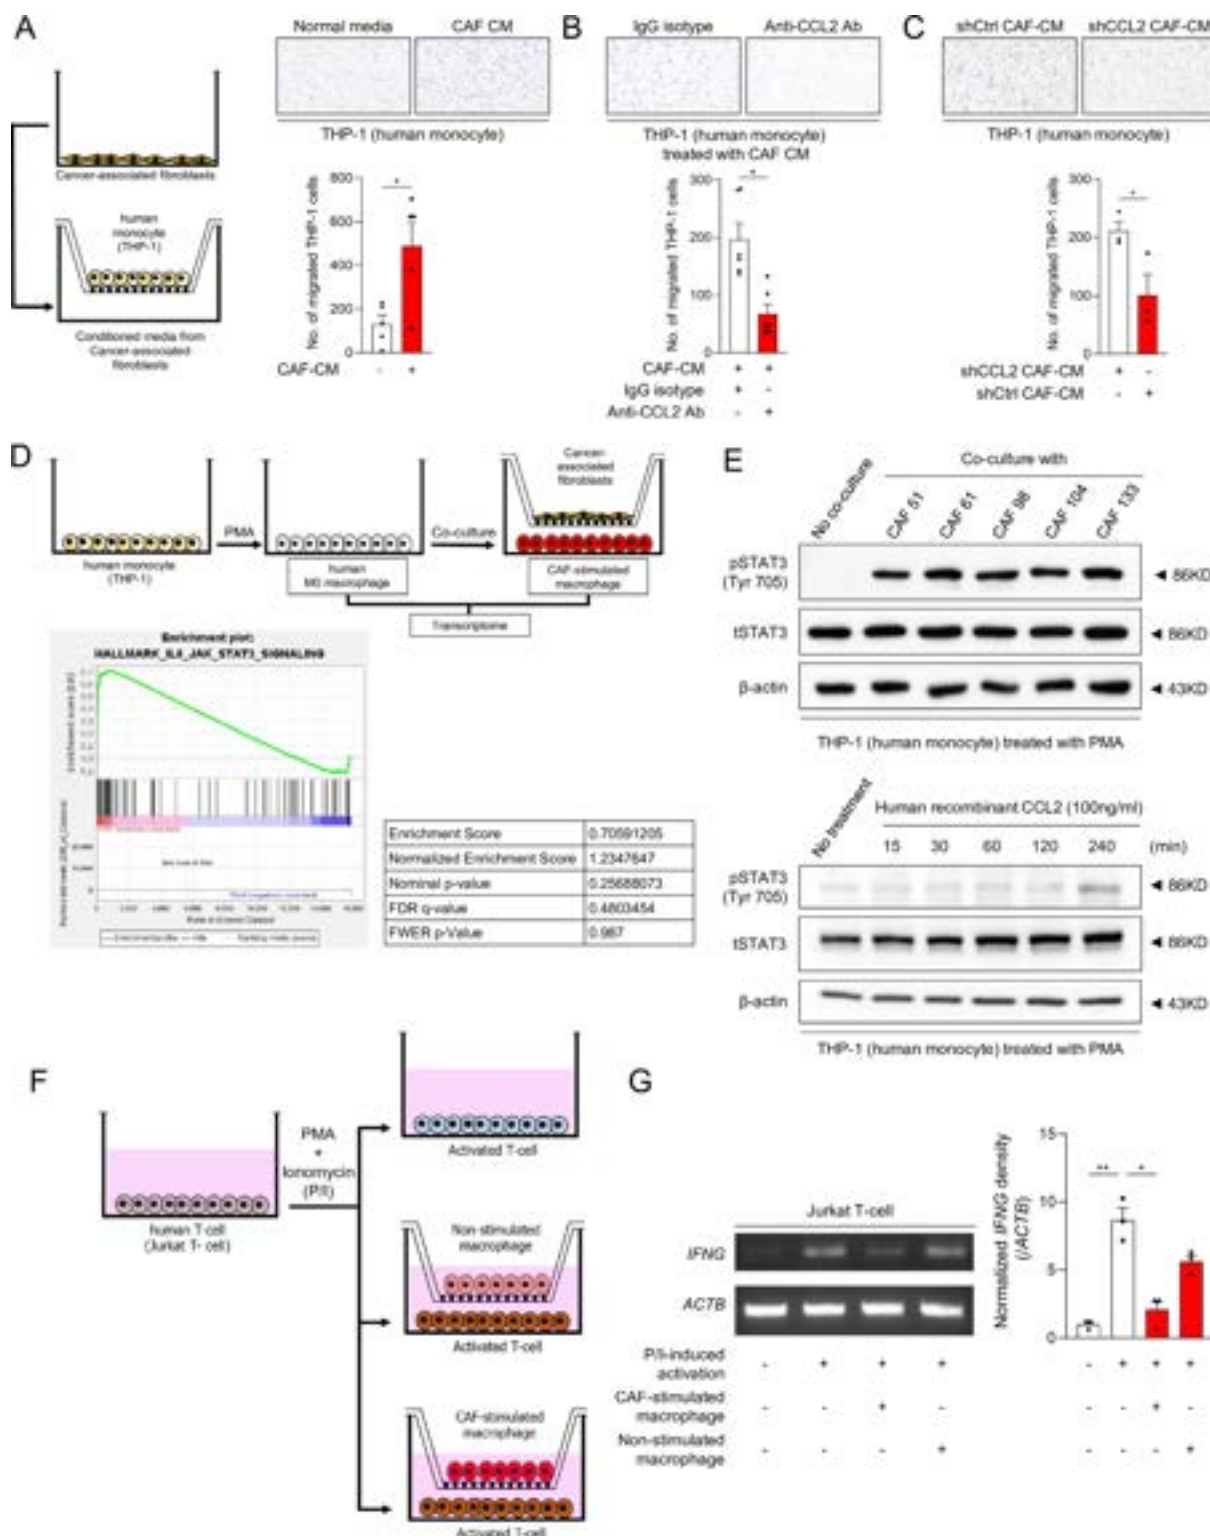 A
Normal media
CAF CM
THP-1 (human monocyte)
Cancer-associated fibroblasts
human
monocyte
(THP-1)
Conditioned media from
Cancer-associated
fibroblasts
No. of migrated THP-1 cells
800
600
400
200
0
CAF-CM
-
+
*
B
IgG isotype
Anti-CCL2 Ab
THP-1 (human monocyte)
treated with CAF CM
No. of migrated THP-1 cells
300
200
100
0
*
CAF-CM
+
+
IgG isotype
+
-
Anti-CCL2 Ab
-
+
C
shCtrl CAF-CM
shCCL2 CAF-CM
THP-1 (human monocyte)
No. of migrated THP-1 cells
300
200
100
0
*
shCCL2 CAF-CM
+
-
shCtrl CAF-CM
-
+
D
human monocyte
(THP-1)
PMA
human
M0 macrophage
Co-culture
Cancer-
associated
fibroblasts
CAF-stimulated
macrophage
Transcriptome
Enrichment plot:
HALLMARK_IL6_JAK_STAT3_SIGNALING
Enrichment score (ES)
Enrichment Score 0.70591205
Normalized Enrichment Score 1.2347647
Nominal p-value 0.25688073
FDR q-value 0.4803454
FWER p-Value 0.987
E
No co-culture
Co-culture with
CAF 51
CAF 61
CAF 98
CAF 104
CAF 133
pSTAT3
(Tyr 705)
◄ 86KD
tSTAT3
◄ 86KD
β-actin
◄ 43KD
THP-1 (human monocyte) treated with PMA
No treatment
Human recombinant CCL2 (100ng/ml)
15 30 60 120 240 (min)
pSTAT3
(Tyr 705)
◄ 86KD
tSTAT3
◄ 86KD
β-actin
◄ 43KD
THP-1 (human monocyte) treated with PMA
F
human T-cell
(Jurkat T- cell)
PMA
+
Ionomycin
(P/I)
Activated T-cell
Non-stimulated
macrophage
Activated T-cell
CAF-stimulated
macrophage
Activated T-cell
G
Jurkat T-cell
IFNG
ACTB
P/I-induced
activation
- + + +
CAF-stimulated
macrophage
- - + -
Non-stimulated
macrophage
- - - +
Normalized IFNG density
(/ACTB)
15
10
5
0
**
*
- + + +
- - + -
- - - +